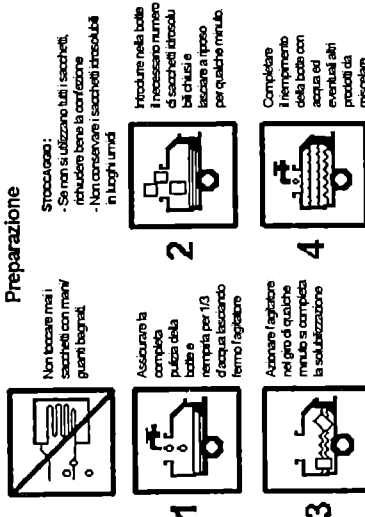 Preparazione
Non toccare mai i
sacchetti con mani/
guanti bagnati.
STOCCAGGIO:
- Se non si utilizzano tutti i sacchetti,
richiudere bene la confezione
- Non conservare i sacchetti idrosolubili
in luoghi umidi
1
Assicurare la
completa
pulizia della
botte e
riempirla per 1/3
d'acqua lasciando
fermo l'agitatore
2
Introdurre nella botte
il necessario numero
di sacchetti idrosolu
bili chiusi e
lasciare a riposo
per qualche minuto.
3
Azionare l'agitatore
nel giro di qualche
minuto si completa
la solubilizzazione
4
Completare
il riempimento
della botte con
acqua ed
eventuali altri
prodotti da
miscelare